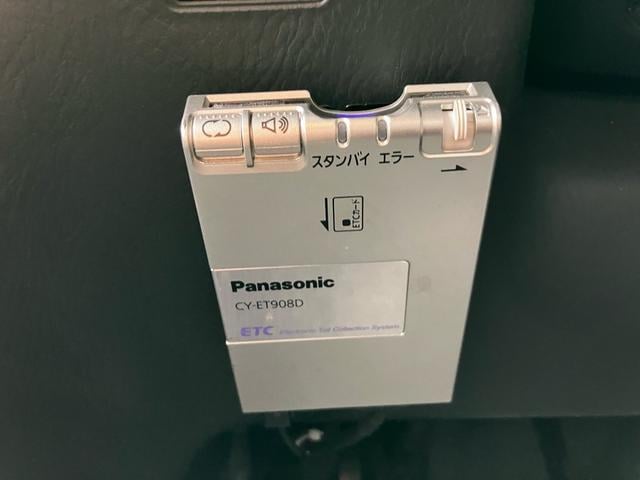 スタンバイ エラー
ETCカード
Panasonic
CY-ET908D
ETC Electronic Toll Collection System